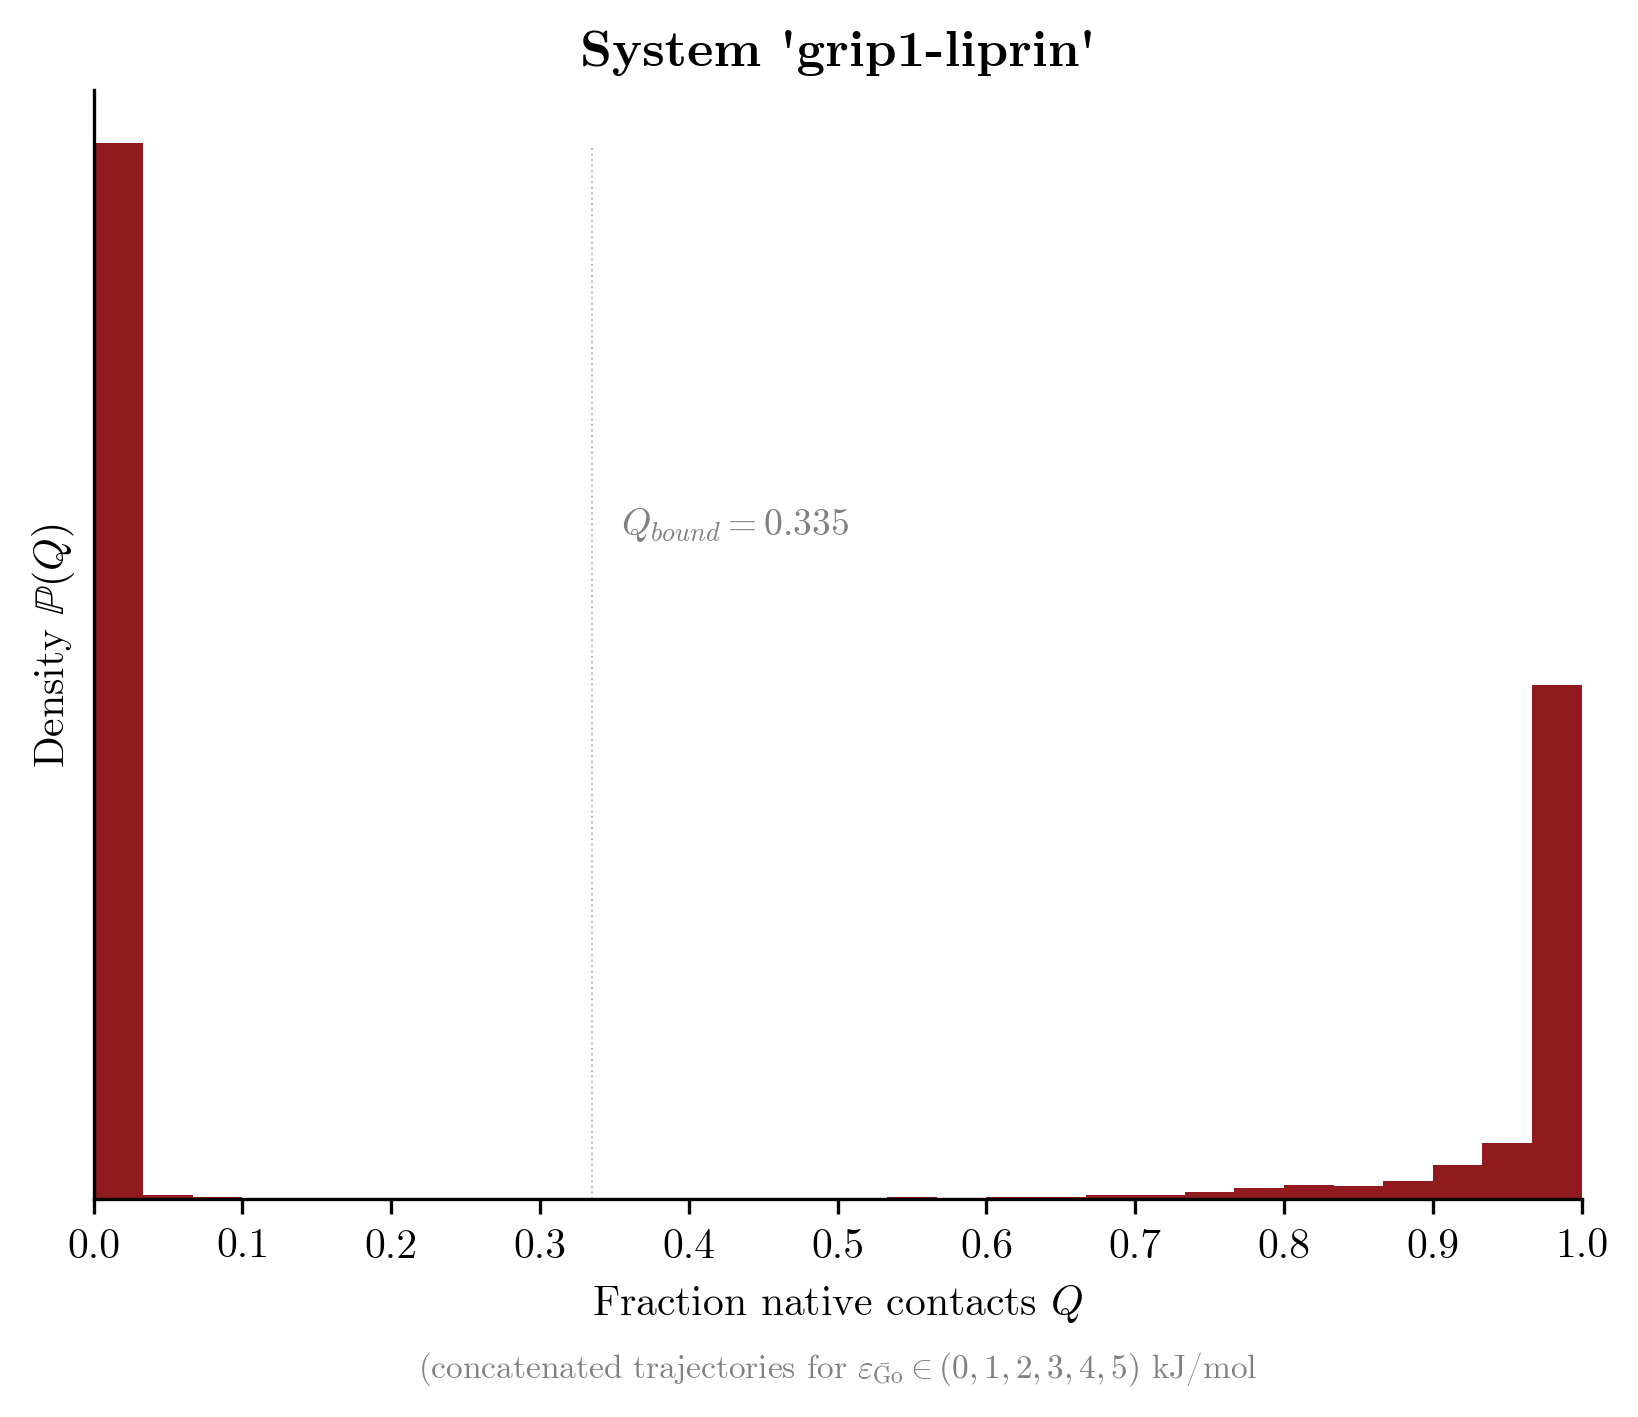 System 'grip1-liprin'
Density ℙ(Q)
Q_bound = 0.335
0.0 0.1 0.2 0.3 0.4 0.5 0.6 0.7 0.8 0.9 1.0
Fraction native contacts Q
(concatenated trajectories for ε_Ḡo ∈ (0, 1, 2, 3, 4, 5) kJ/mol